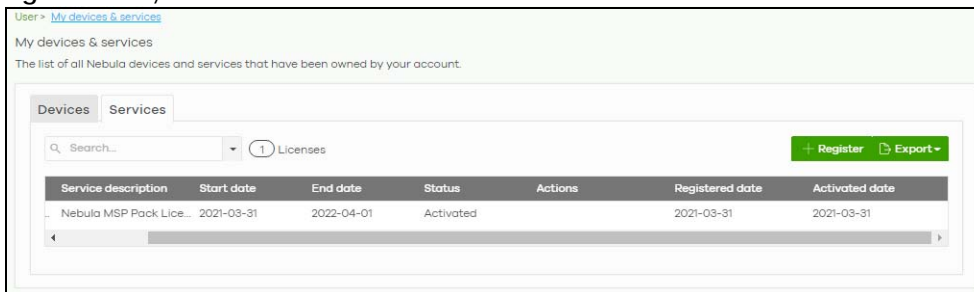 User> My devices & services
My devices & services
The list of all Nebula devices and services that have been owned by your account.
Devices Services
Search... 1 Licenses + Register Export
Service description Start date End date Status Actions Registered date Activated date
.. Nebula MSP Pack Lice... 2021-03-31 2022-04-01 Activated 2021-03-31 2021-03-31